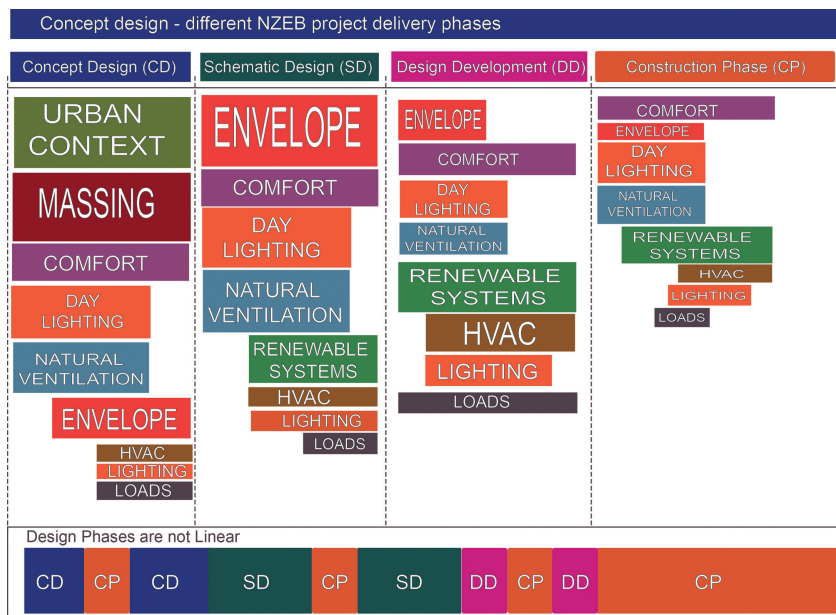 Concept design - different NZEB project delivery phases
Concept Design (CD)
Schematic Design (SD)
Design Development (DD)
Construction Phase (CP)
URBAN
CONTEXT
MASSING
COMFORT
DAY
LIGHTING
NATURAL
VENTILATION
ENVELOPE
HVAC
LIGHTING
LOADS
ENVELOPE
COMFORT
DAY
LIGHTING
NATURAL
VENTILATION
RENEWABLE
SYSTEMS
HVAC
LIGHTING
LOADS
ENVELOPE
COMFORT
DAY
LIGHTING
NATURAL
VENTILATION
RENEWABLE
SYSTEMS
HVAC
LIGHTING
LOADS
COMFORT
ENVELOPE
DAY
LIGHTING
NATURAL
VENTILATION
RENEWABLE
SYSTEMS
HVAC
LIGHTING
LOADS
Design Phases are not Linear
CD CP CD SD CP SD DD CP DD CP